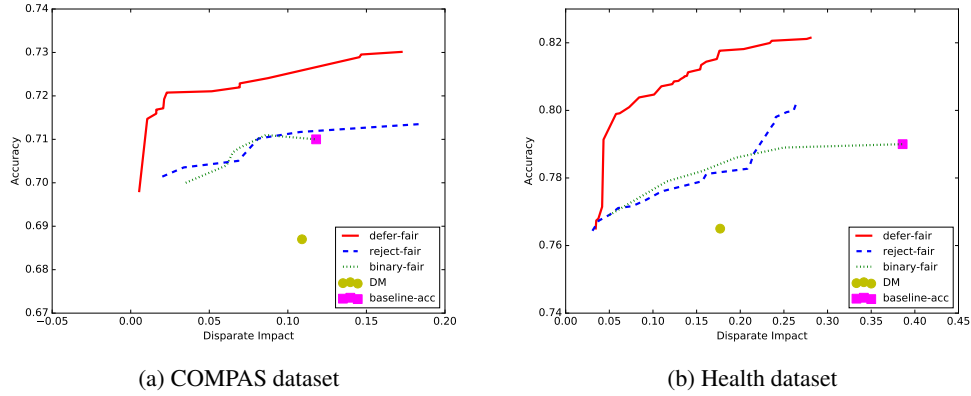 0.74
0.73
0.72
0.71
0.70
0.69
0.68
0.67
Accuracy
−0.05 0.00 0.05 0.10 0.15 0.20
Disparate Impact
defer-fair
reject-fair
binary-fair
DM
baseline-acc
(a) COMPAS dataset
0.82
0.80
0.78
0.76
0.74
Accuracy
0.00 0.05 0.10 0.15 0.20 0.25 0.30 0.35 0.40 0.45
Disparate Impact
defer-fair
reject-fair
binary-fair
DM
baseline-acc
(b) Health dataset